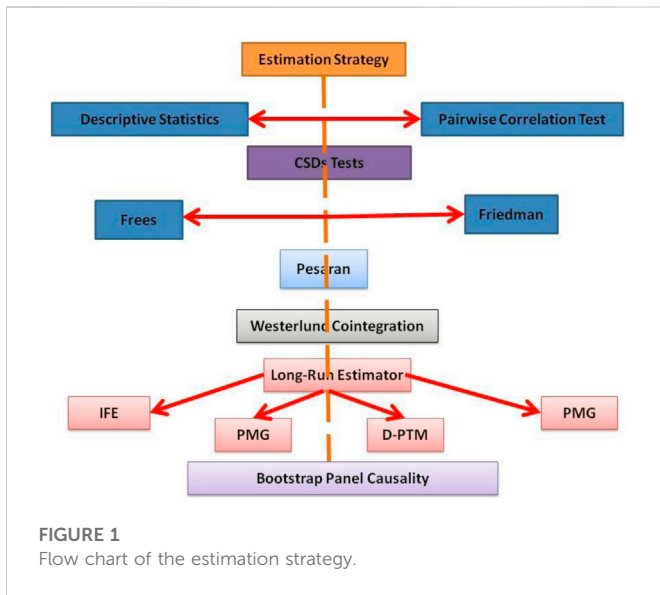 Estimation Strategy
Descriptive Statistics
Pairwise Correlation Test
CSDs Tests
Frees
Friedman
Pesaran
Westerlund Cointegration
Long-Run Estimator
IFE
PMG
D-PTM
PMG
Bootstrap Panel Causality
FIGURE 1
Flow chart of the estimation strategy.